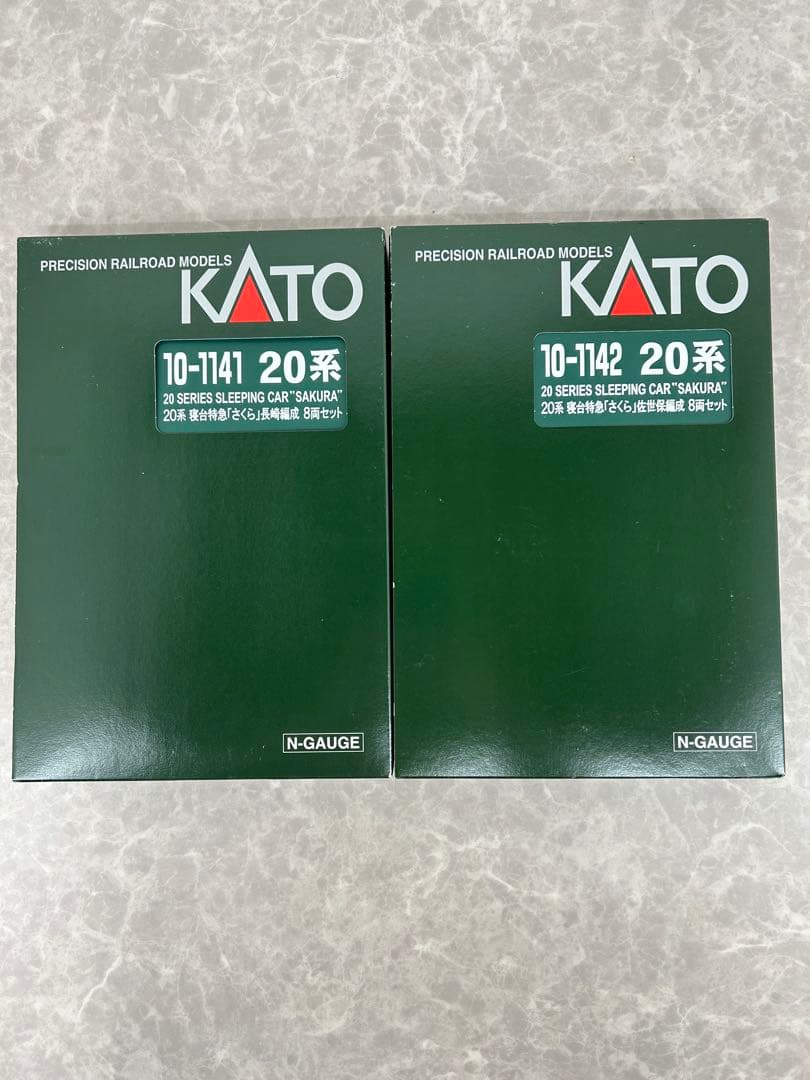 PRECISION RAILROAD MODELS
KATO
10-1141 20系
20 SERIES SLEEPING CAR"SAKURA"
20系 寝台特急「さくら」長崎編成 8両セット
N-GAUGE
PRECISION RAILROAD MODELS
KATO
10-1142 20系
20 SERIES SLEEPING CAR"SAKURA"
20系 寝台特急「さくら」佐世保編成 8両セット
N-GAUGE